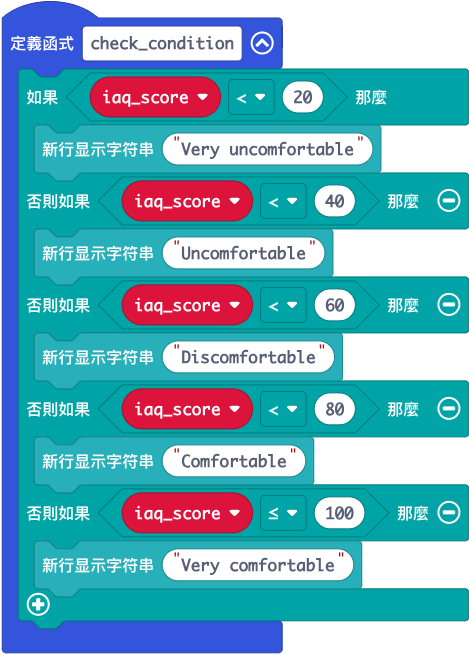 定義函式 check_condition
如果 iaq_score < 20 那麼
新行显示字符串 "Very uncomfortable"
否則如果 iaq_score < 40 那麼
新行显示字符串 "Uncomfortable"
否則如果 iaq_score < 60 那麼
新行显示字符串 "Discomfortable"
否則如果 iaq_score < 80 那麼
新行显示字符串 "Comfortable"
否則如果 iaq_score ≤ 100 那麼
新行显示字符串 "Very comfortable"